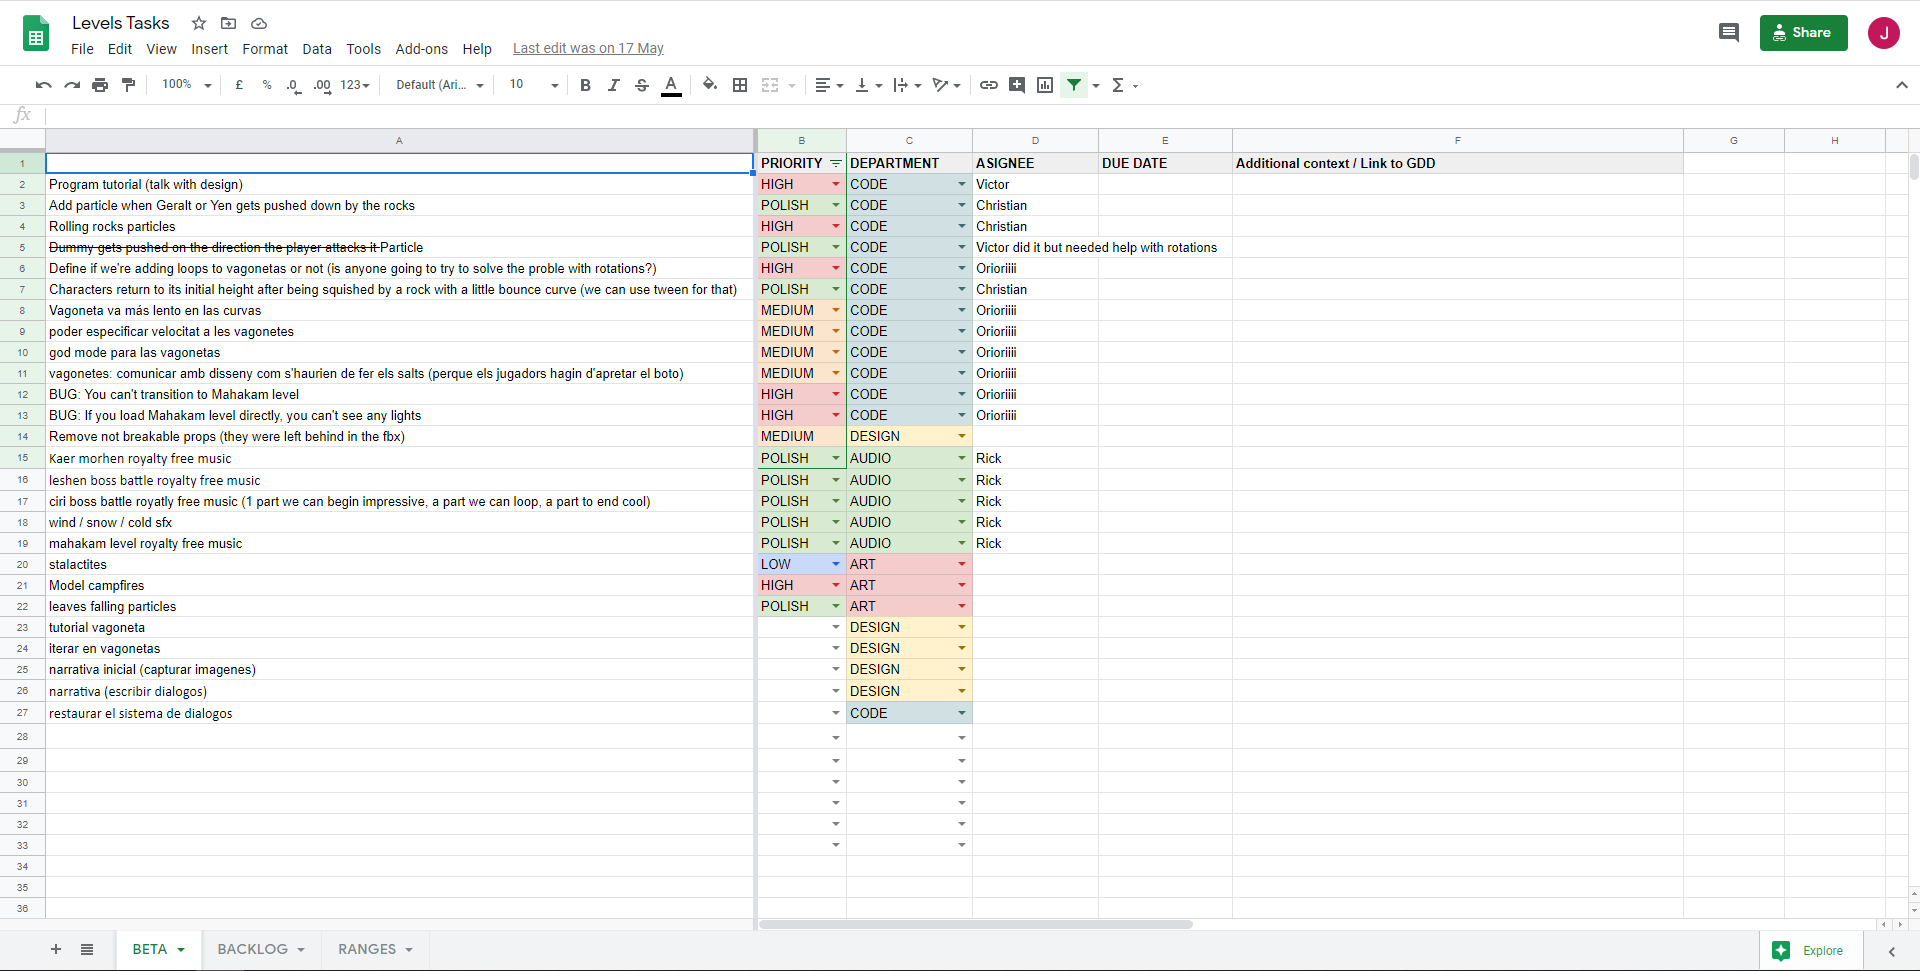 Levels Tasks
File Edit View Insert Format Data Tools Add-ons Help Last edit was on 17 May
Share
J
100% £ % .0 .00 123 Default (Ari... 10 B I S A Σ
fx
A B C D E F G H
1 PRIORITY DEPARTMENT ASIGNEE DUE DATE Additional context / Link to GDD
2 Program tutorial (talk with design) HIGH CODE Victor
3 Add particle when Geralt or Yen gets pushed down by the rocks POLISH CODE Christian
4 Rolling rocks particles HIGH CODE Christian
5 Dummy gets pushed on the direction the player attacks it Particle POLISH CODE Victor did it but needed help with rotations
6 Define if we're adding loops to vagonetas or not (is anyone going to try to solve the proble with rotations?) HIGH CODE Orioriiii
7 Characters return to its initial height after being squished by a rock with a little bounce curve (we can use tween for that) POLISH CODE Christian
8 Vagoneta va más lento en las curvas MEDIUM CODE Orioriiii
9 poder especificar velocitat a les vagonetes MEDIUM CODE Orioriiii
10 god mode para las vagonetas MEDIUM CODE Orioriiii
11 vagonetes: comunicar amb disseny com s'haurien de fer els salts (perque els jugadors hagin d'apretar el boto) MEDIUM CODE Orioriiii
12 BUG: You can't transition to Mahakam level HIGH CODE Orioriiii
13 BUG: If you load Mahakam level directly, you can't see any lights HIGH CODE Orioriiii
14 Remove not breakable props (they were left behind in the fbx) MEDIUM DESIGN
15 Kaer morhen royalty free music POLISH AUDIO Rick
16 leshen boss battle royalty free music POLISH AUDIO Rick
17 ciri boss battle royatly free music (1 part we can begin impressive, a part we can loop, a part to end cool) POLISH AUDIO Rick
18 wind / snow / cold sfx POLISH AUDIO Rick
19 mahakam level royalty free music POLISH AUDIO Rick
20 stalactites LOW ART
21 Model campfires HIGH ART
22 leaves falling particles POLISH ART
23 tutorial vagoneta DESIGN
24 iterar en vagonetas DESIGN
25 narrativa inicial (capturar imagenes) DESIGN
26 narrativa (escribir dialogos) DESIGN
27 restaurar el sistema de dialogos CODE
28
29
30
31
32
33
34
35
36
+ BETA BACKLOG RANGES Explore